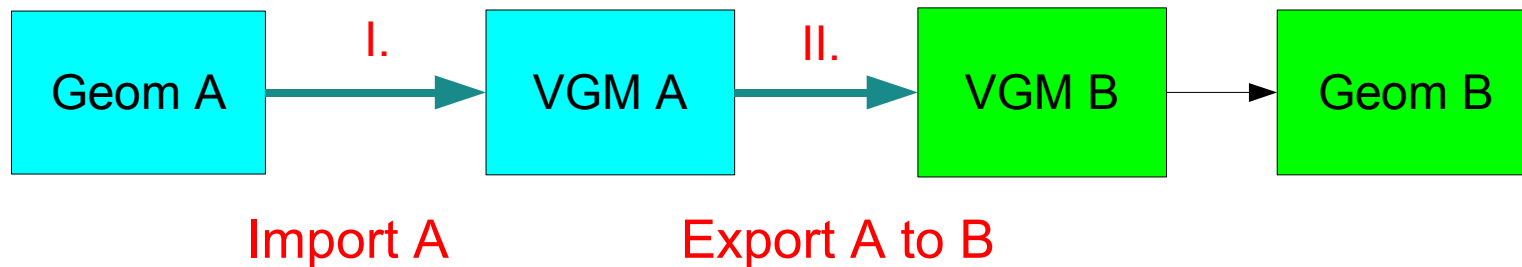 I.
II.
Geom A
VGM A
VGM B
Geom B
Import A
Export A to B